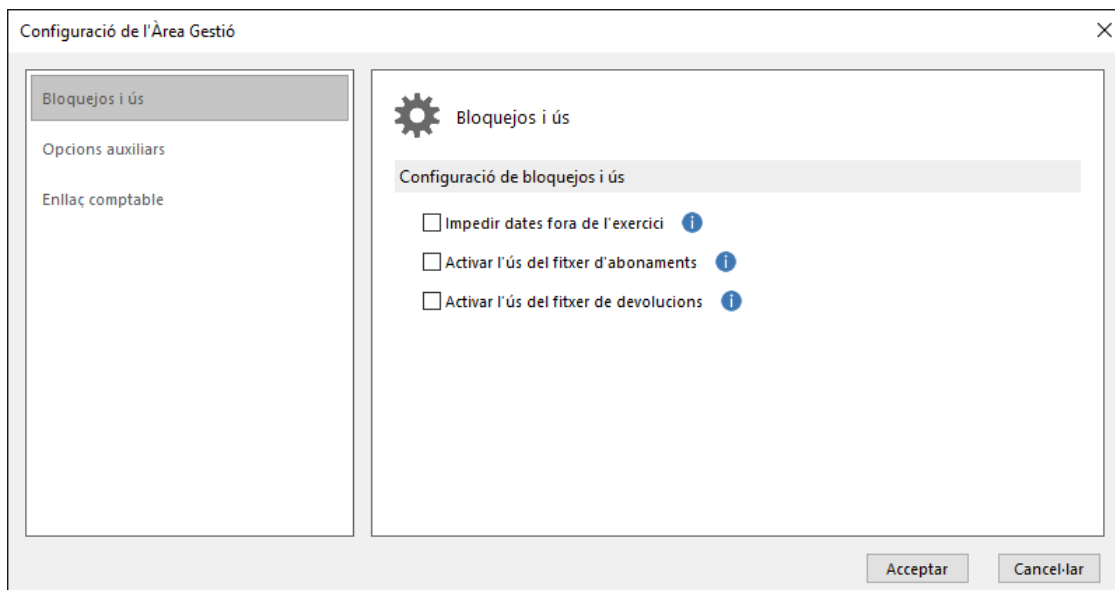 Configuració de l'Àrea Gestió
Bloquejos i ús
Opcions auxiliars
Enllaç comptable
Bloquejos i ús
Configuració de bloquejos i ús
Impedir dates fora de l'exercici
Activar l'ús del fitxer d'abonaments
Activar l'ús del fitxer de devolucions
Acceptar
Cancel·lar